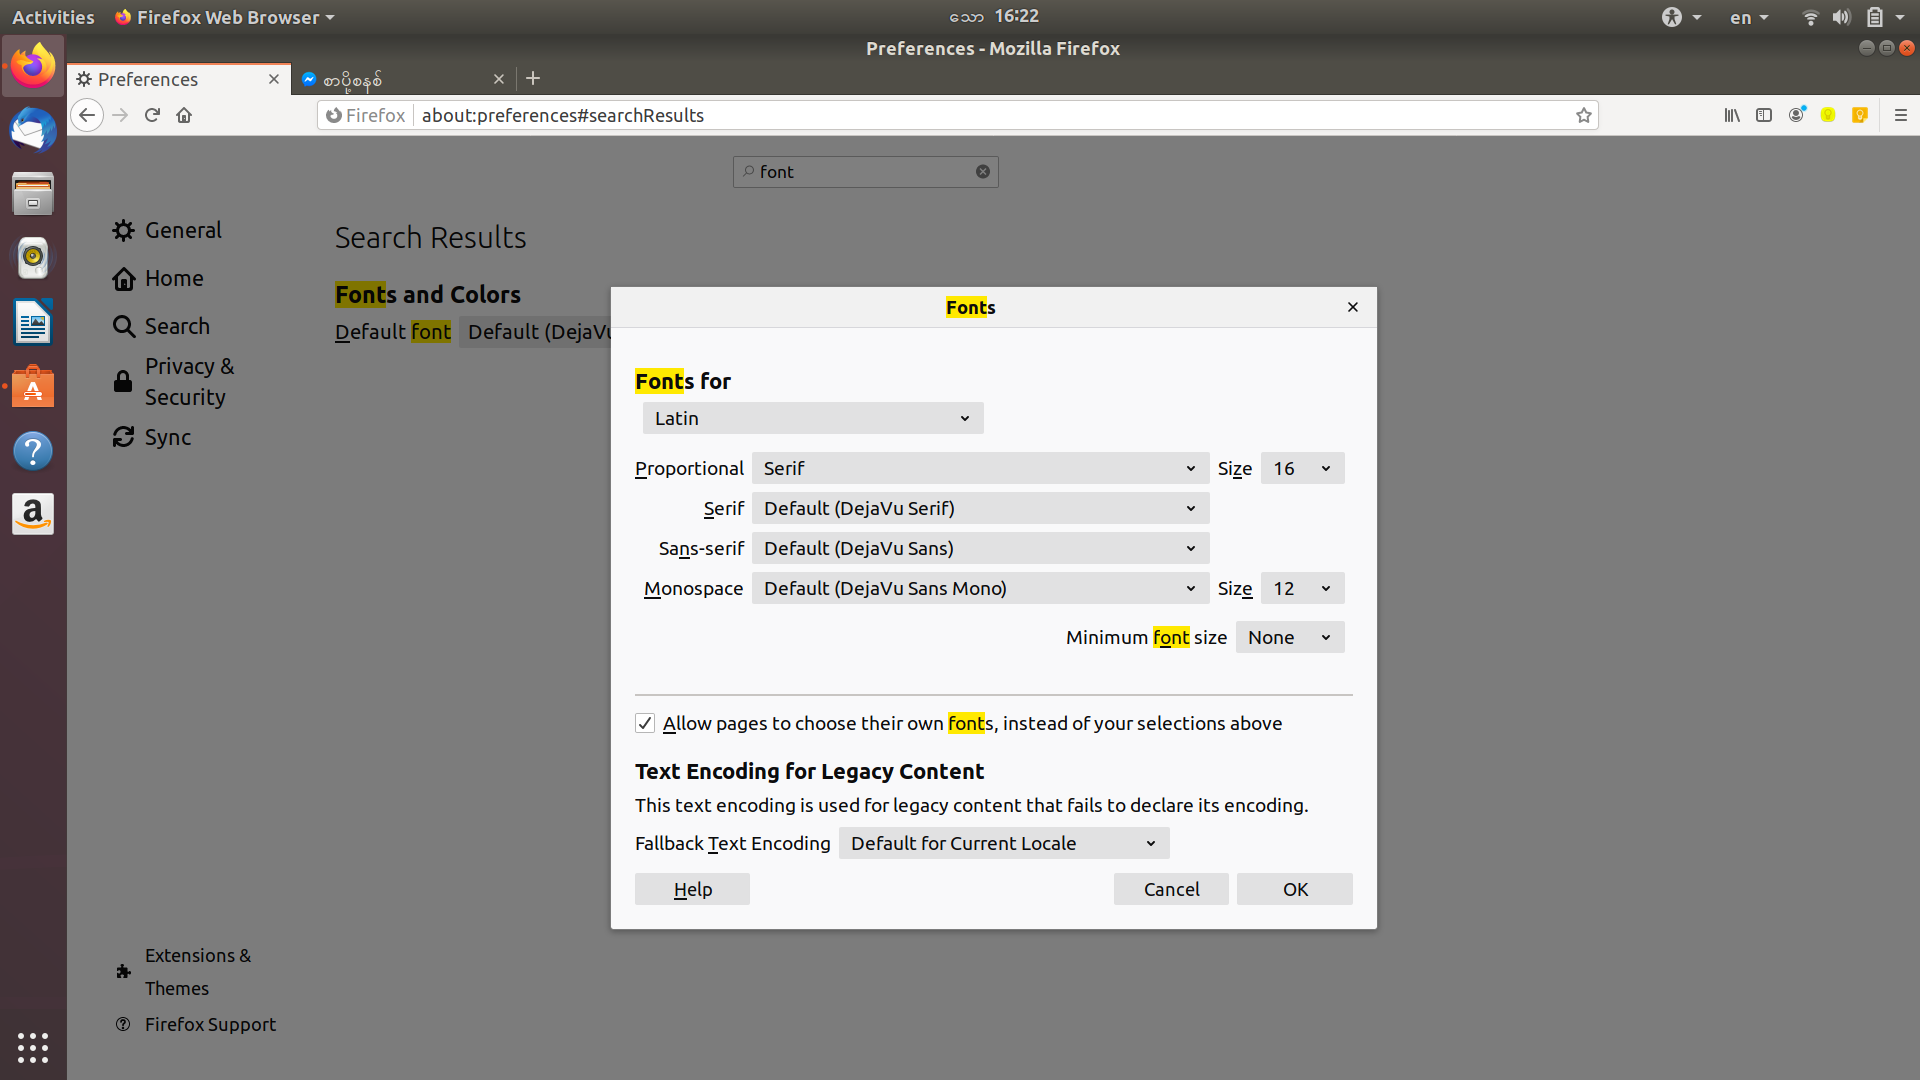 Activities Firefox Web Browser သော 16:22 en
Preferences - Mozilla Firefox
Preferences စာပို့စနစ်
Firefox about:preferences#searchResults
font
General
Home
Search
Privacy &
Security
Sync
Extensions &
Themes
Firefox Support
Search Results
Fonts and Colors
Default font Default (DejaVu
Fonts
Fonts for
Latin
Proportional Serif Size 16
Serif Default (DejaVu Serif)
Sans-serif Default (DejaVu Sans)
Monospace Default (DejaVu Sans Mono) Size 12
Minimum font size None
Allow pages to choose their own fonts, instead of your selections above
Text Encoding for Legacy Content
This text encoding is used for legacy content that fails to declare its encoding.
Fallback Text Encoding Default for Current Locale
Help Cancel OK